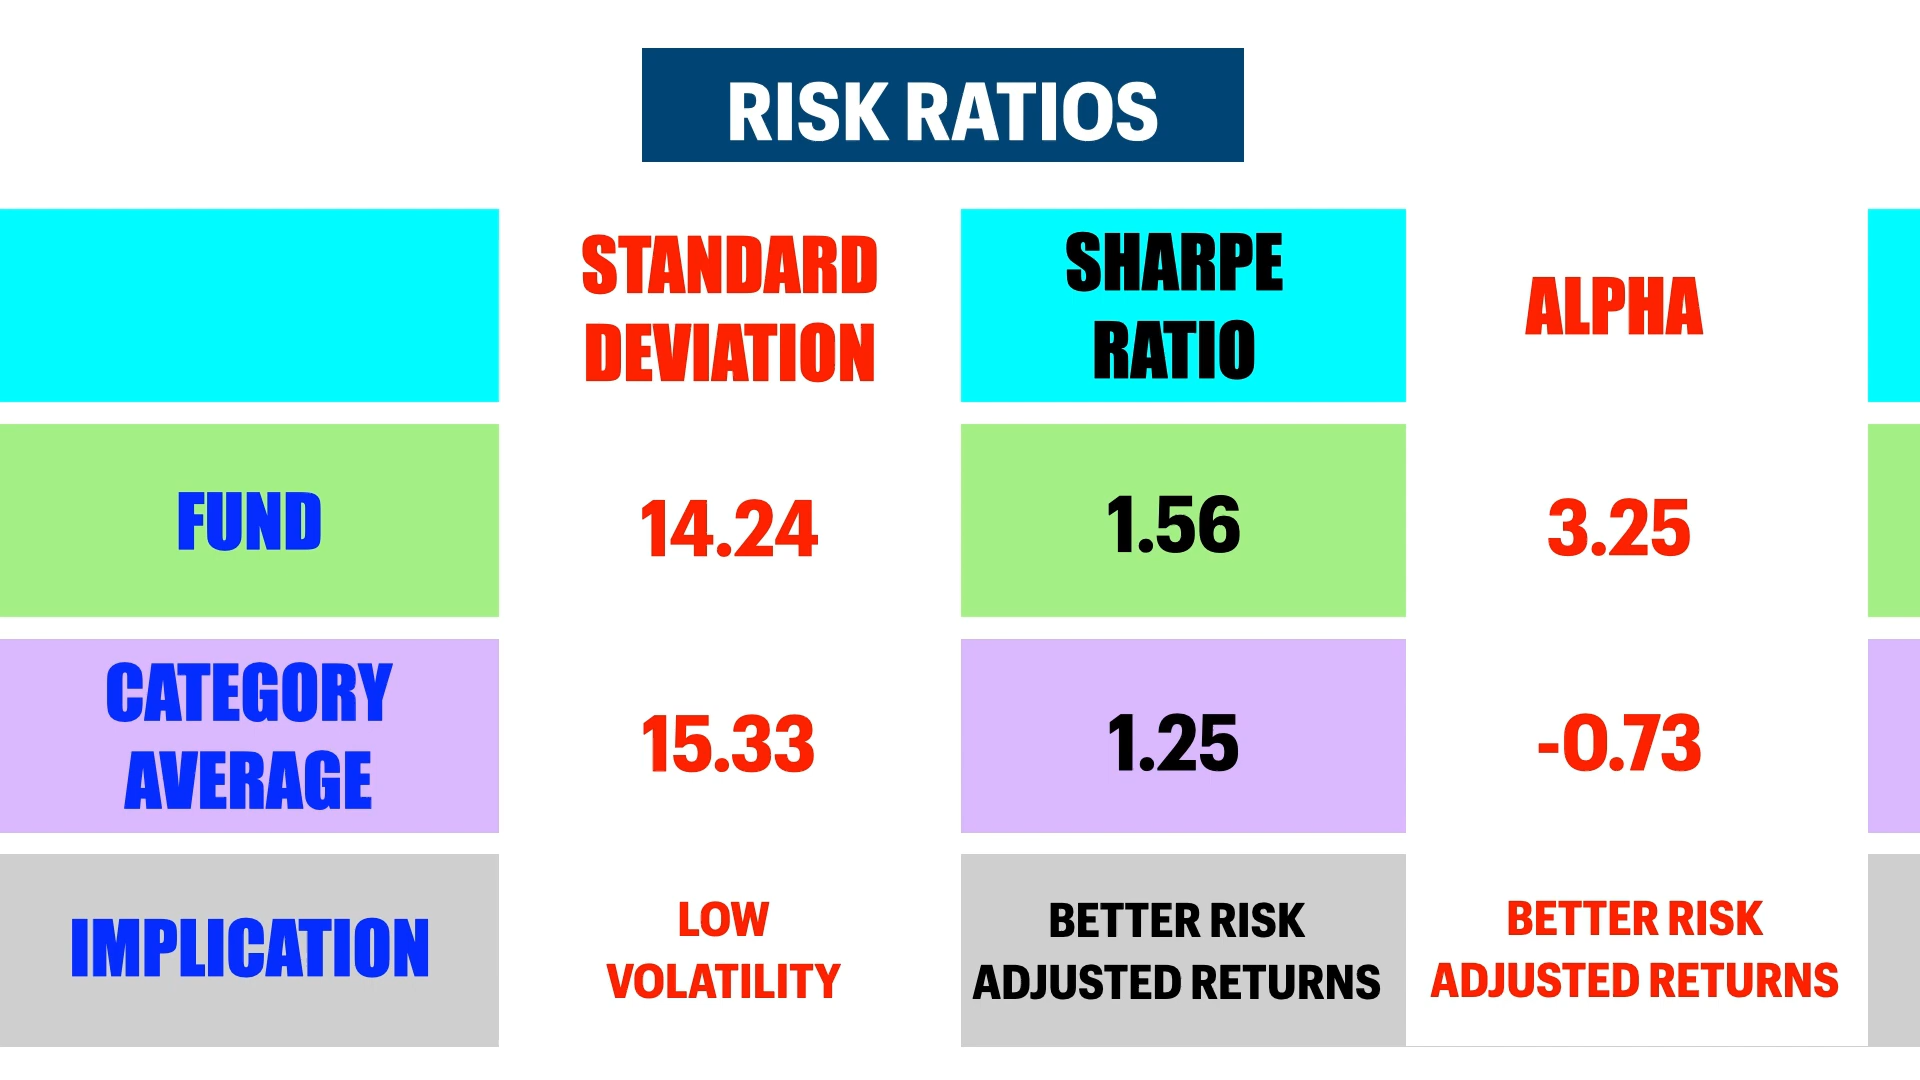 RISK RATIOS
STANDARD
DEVIATION
SHARPE
RATIO
ALPHA
FUND
14.24
1.56
3.25
CATEGORY
AVERAGE
15.33
1.25
-0.73
IMPLICATION
LOW
VOLATILITY
BETTER RISK
ADJUSTED RETURNS
BETTER RISK
ADJUSTED RETURNS